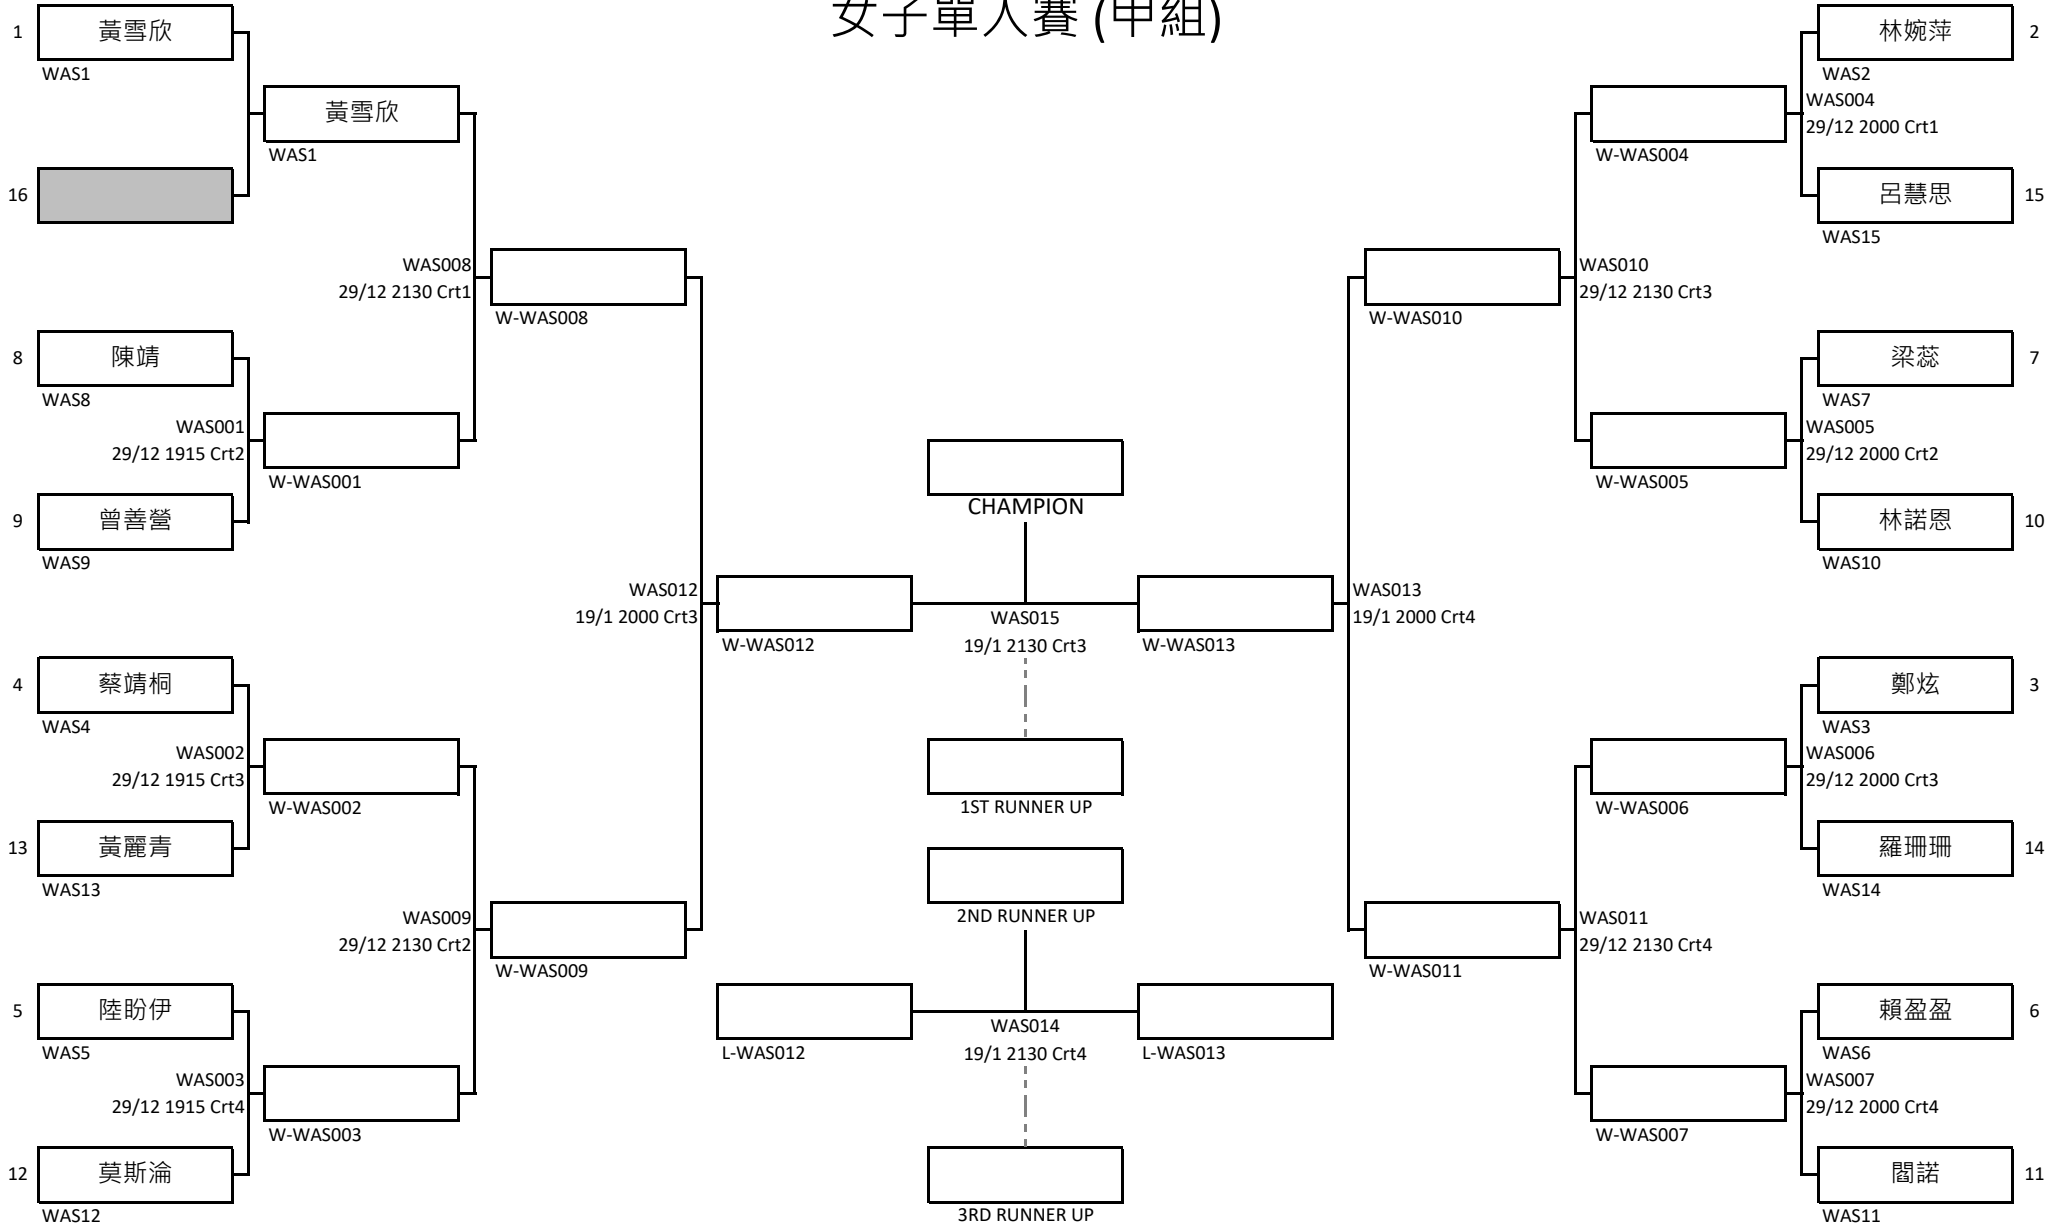 女子單人賽 (甲組)
1
黃雪欣
WAS1
黃雪欣
WAS1
16
WAS008
29/12 2130 Crt1
W-WAS008
8
陳靖
WAS8
WAS001
29/12 1915 Crt2
W-WAS001
9
曾善營
WAS9
WAS012
19/1 2000 Crt3
W-WAS012
4
蔡靖桐
WAS4
WAS002
29/12 1915 Crt3
W-WAS002
13
黃麗青
WAS13
WAS009
29/12 2130 Crt2
W-WAS009
5
陸盼伊
WAS5
WAS003
29/12 1915 Crt4
W-WAS003
12
莫斯淪
WAS12
CHAMPION
WAS015
19/1 2130 Crt3
1ST RUNNER UP
2ND RUNNER UP
L-WAS012
WAS014
19/1 2130 Crt4
L-WAS013
3RD RUNNER UP
林婉萍
2
WAS2
WAS004
29/12 2000 Crt1
W-WAS004
呂慧思
15
WAS15
WAS010
29/12 2130 Crt3
W-WAS010
梁蕊
7
WAS7
WAS005
29/12 2000 Crt2
W-WAS005
林諾恩
10
WAS10
WAS013
19/1 2000 Crt4
W-WAS013
鄭炫
3
WAS3
WAS006
29/12 2000 Crt3
W-WAS006
羅珊珊
14
WAS14
WAS011
29/12 2130 Crt4
W-WAS011
賴盈盈
6
WAS6
WAS007
29/12 2000 Crt4
W-WAS007
閻諾
11
WAS11